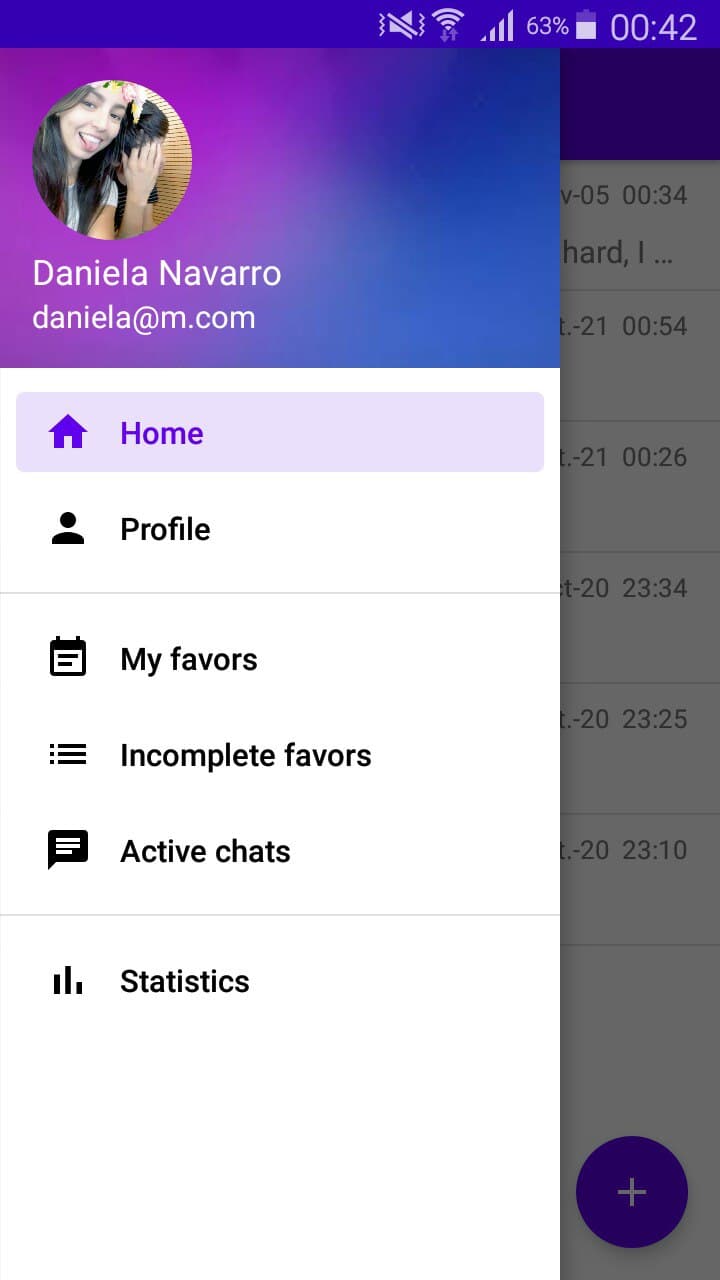 63% 00:42
v-05 00:34
hard, I ...
Daniela Navarro
daniela@m.com
t.-21 00:54
Home
t.-21 00:26
Profile
t-20 23:34
My favors
t.-20 23:25
Incomplete favors
Active chats
t.-20 23:10
Statistics